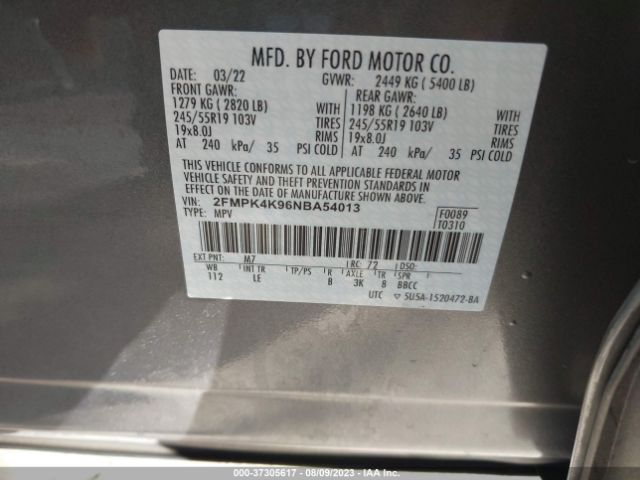 MFD. BY FORD MOTOR CO.
DATE: 03/22 GVWR: 2449 KG ( 5400 LB)
FRONT GAWR: REAR GAWR:
1279 KG ( 2820 LB) WITH 1198 KG ( 2640 LB) WITH
245/55R19 103V TIRES 245/55R19 103V TIRES
19x8.0J RIMS 19x8.0J RIMS
AT 240 kPa/ 35 PSI COLD AT 240 kPa/ 35 PSI COLD
THIS VEHICLE CONFORMS TO ALL APPLICABLE FEDERAL MOTOR
VEHICLE SAFETY AND THEFT PREVENTION STANDARDS IN
EFFECT ON THE DATE OF MANUFACTURE SHOWN ABOVE.
VIN: 2FMPK4K96NBA54013
TYPE: MPV
F0089
T0310
EXT PNT: M7 RC: 72 DSO:
WB INT TR TP/PS R AXLE TR SPR
112 LE B 3K 8 BBCC
UTC ▽ 5U5A-1520472-BA
000-37305617 - 08/09/2023 - IAA Inc.